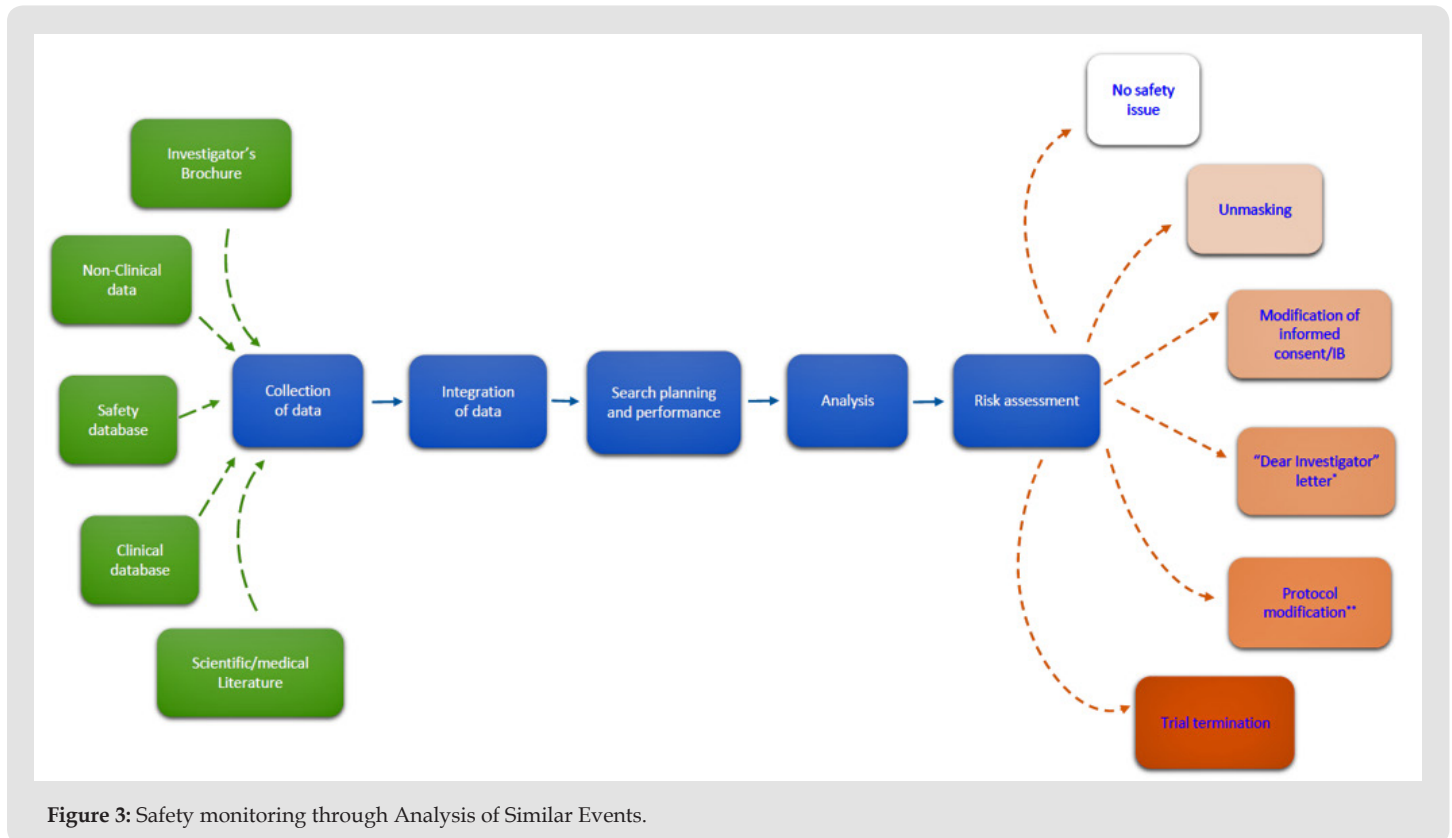 Investigator's
Brochure
Non-Clinical
data
Safety
database
Clinical
database
Scientific/medical
Literature
Collection
of data
Integration
of data
Search planning
and performance
Analysis
Risk assessment
No safety
issue
Unmasking
Modification of
informed
consent/IB
“Dear Investigator”
letter*
Protocol
modification**
Trial termination
Figure 3: Safety monitoring through Analysis of Similar Events.